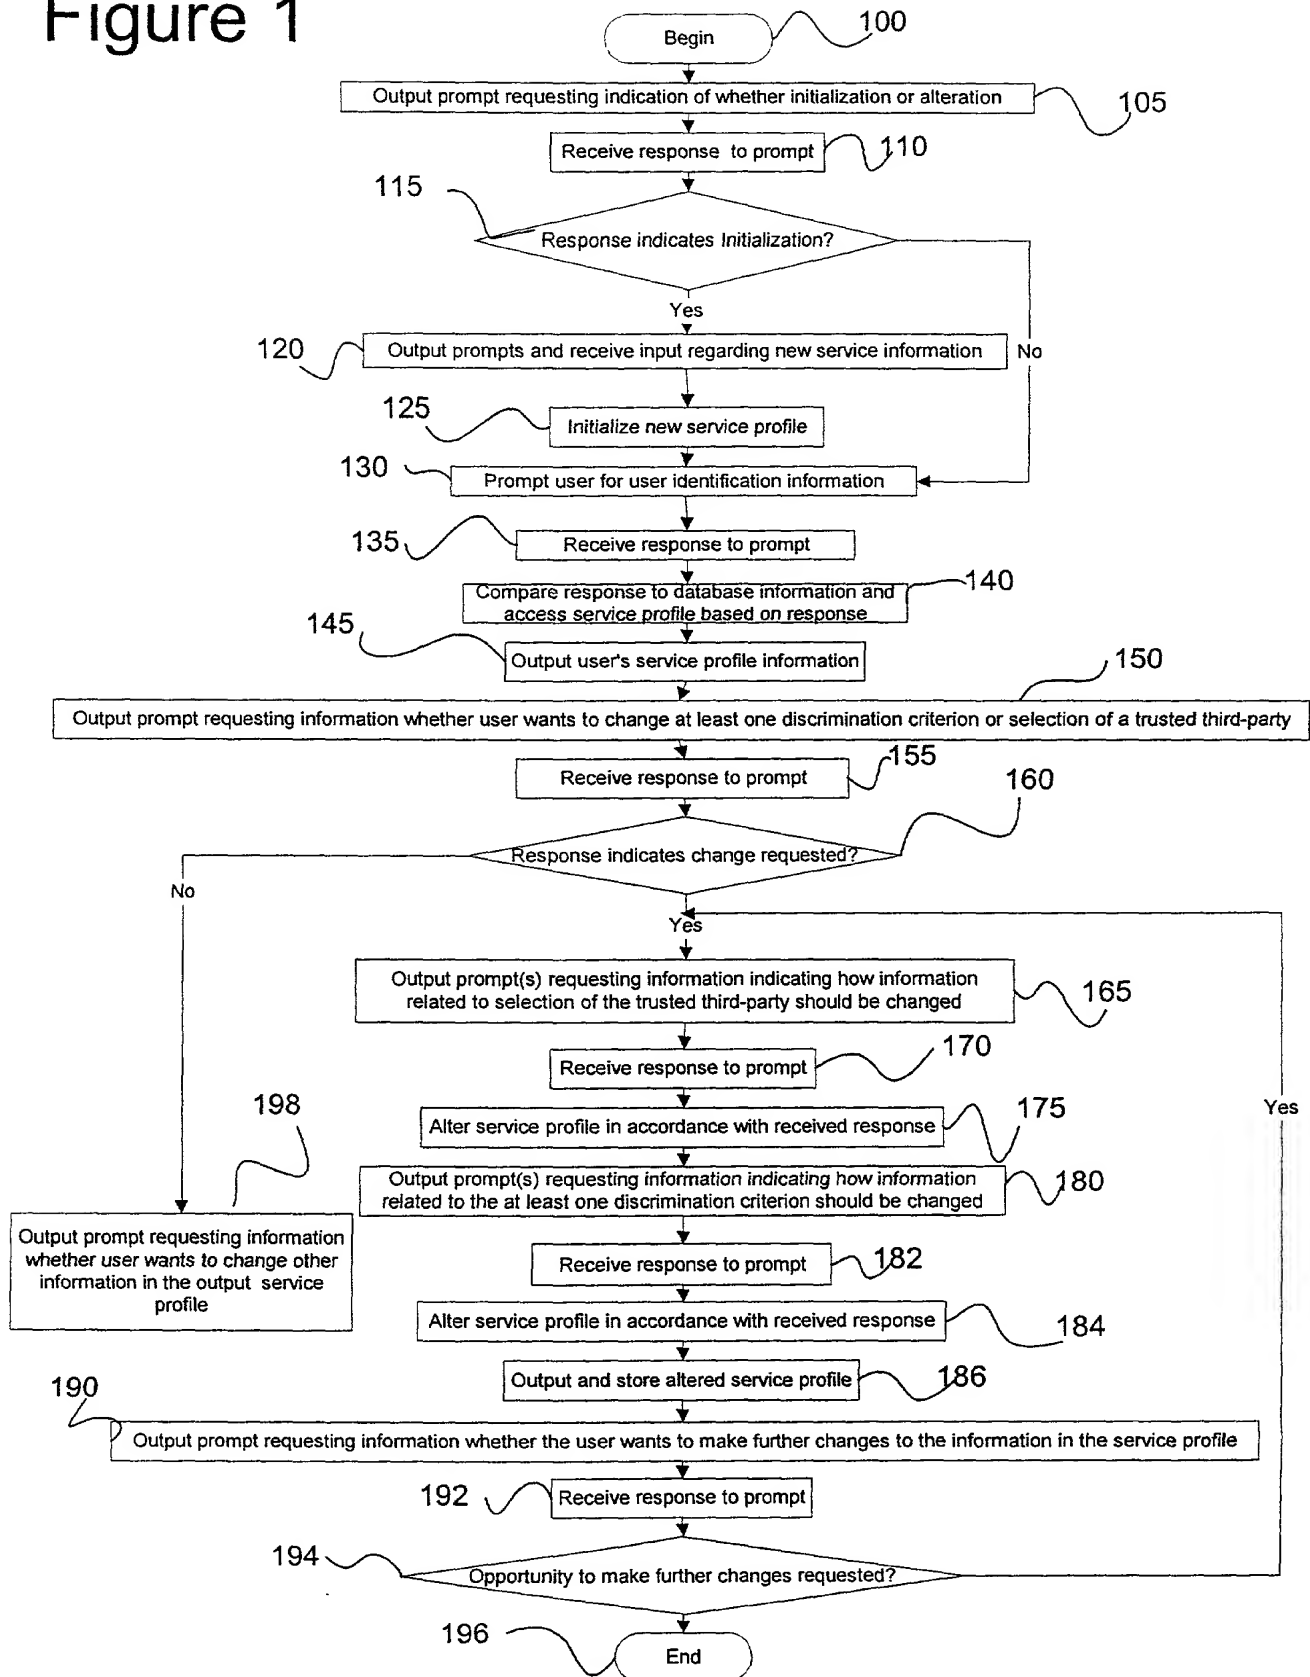 Figure 1
Begin
100
Output prompt requesting indication of whether initialization or alteration
105
Receive response to prompt
110
115
Response indicates Initialization?
Yes
120
Output prompts and receive input regarding new service information
No
125
Initialize new service profile
130
Prompt user for user identification information
135
Receive response to prompt
140
Compare response to database information and
access service profile based on response
145
Output user's service profile information
150
Output prompt requesting information whether user wants to change at least one discrimination criterion or selection of a trusted third-party
155
Receive response to prompt
160
Response indicates change requested?
No
Yes
Output prompt(s) requesting information indicating how information
related to selection of the trusted third-party should be changed
165
170
Receive response to prompt
198
175
Yes
Alter service profile in accordance with received response
Output prompt(s) requesting information indicating how information
related to the at least one discrimination criterion should be changed
180
Output prompt requesting information
whether user wants to change other
information in the output service
profile
182
Receive response to prompt
Alter service profile in accordance with received response
184
Output and store altered service profile
186
190
Output prompt requesting information whether the user wants to make further changes to the information in the service profile
192
Receive response to prompt
194
Opportunity to make further changes requested?
196
End